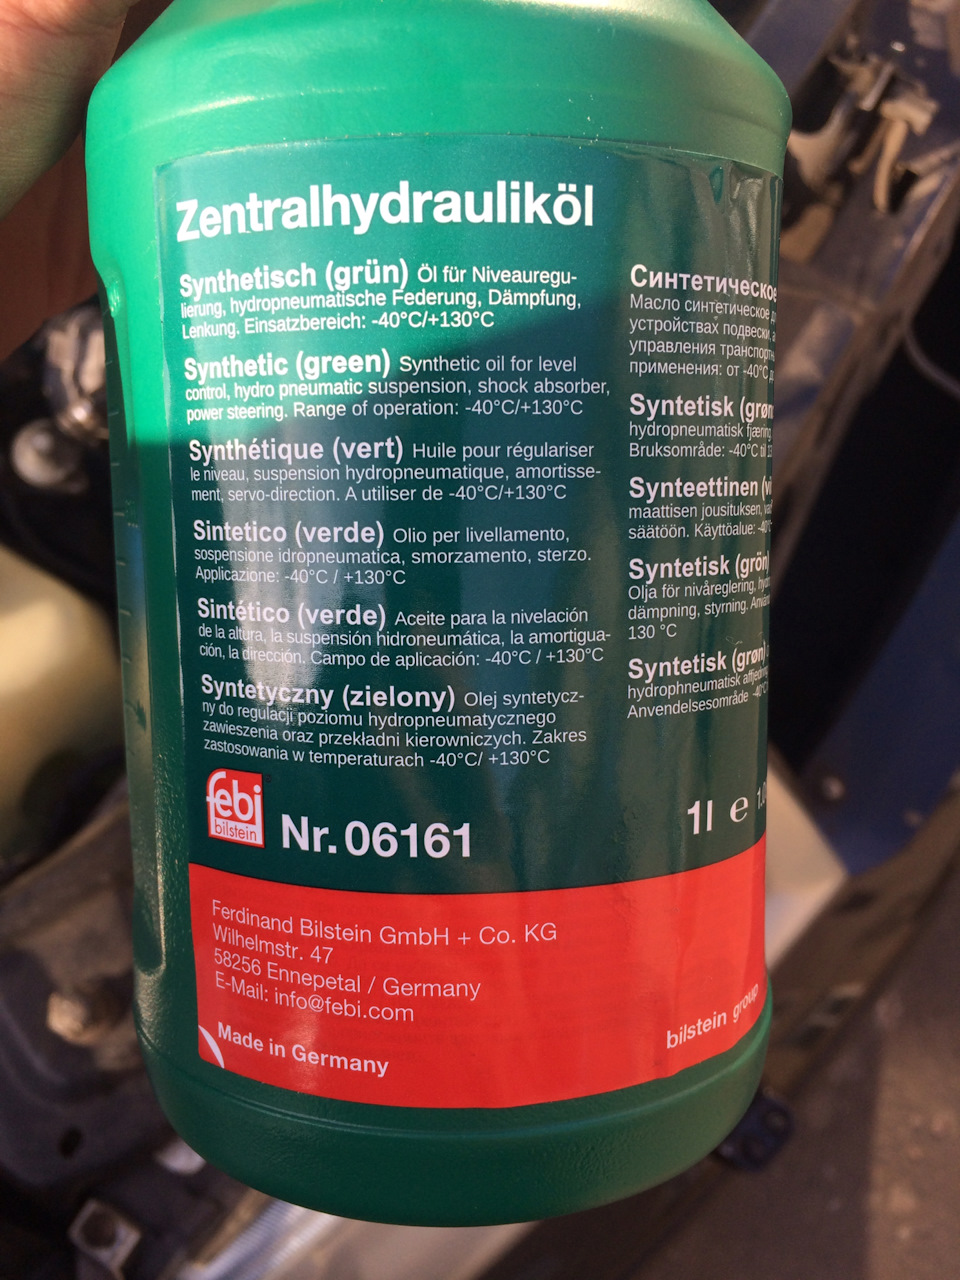 Zentralhydrauliköl
Synthetisch (grün) Öl für Niveauregu-
lierung, hydropneumatische Federung, Dämpfung,
Lenkung. Einsatzbereich: -40°C/+130°C
Synthetic (green) Synthetic oil for level
control, hydro pneumatic suspension, shock absorber,
power steering. Range of operation: -40°C/+130°C
Synthétique (vert) Huile pour régulariser
le niveau, suspension hydropneumatique, amortisse-
ment, servo-direction. A utiliser de -40°C/+130°C
Sintetico (verde) Olio per livellamento,
sospensione idropneumatica, smorzamento, sterzo.
Applicazione: -40°C / +130°C
Sintético (verde) Aceite para la nivelación
de la altura, la suspensión hidroneumática, la amortigua-
ción, la dirección. Campo de aplicación: -40°C / +130°C
Syntetyczny (zielony) Olej syntetycz-
ny do regulacji poziomu hydropneumatycznego
zawieszenia oraz przekładni kierowniczych. Zakres
zastosowania w temperaturach -40°C/ +130°C
Синтетическое
Масло синтетическое
устройствах подвески,
управления
применения: от -40°C
Syntetisk (grøn
hydropneumatisk fjæring
Bruksområde: -40°C til
Synteettinen
maattisen jousituksen,
säätöön. Käyttöalue: -40°
Syntetisk (grön)
Olja för nivåreglering,
dämpning, styrning.
130 °C
Syntetisk (grøn)
hydrophneumatisk
Anvendelsesområde -40°C
febi
bilstein
Nr. 06161
1l e
Ferdinand Bilstein GmbH + Co. KG
Wilhelmstr. 47
58256 Ennepetal / Germany
E-Mail: info@febi.com
Made in Germany
bilstein group